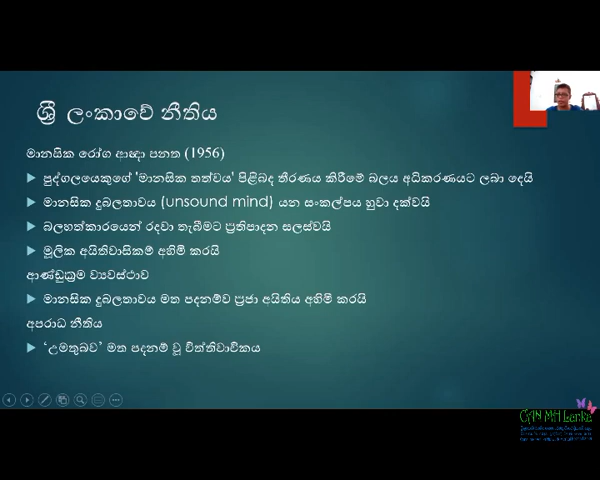 ශ්‍රී ලංකාවේ නීතිය
මානසික රෝග ආඥා පනත (1956)
පුද්ගලයෙකුගේ 'මානසික තත්වය' පිළිබඳ තීරණය කිරීමේ බලය අධිකරණයට ලබා දෙයි
මානසික දුබලතාවය (unsound mind) යන සංකල්පය හුවා දක්වයි
බලහත්කාරයෙන් රඳවා තැබීමට ප්‍රතිපාදන සලස්වයි
මූලික අයිතිවාසිකම් අහිමි කරයි
ආණ්ඩුක්‍රම ව්‍යවස්ථාව
මානසික දුබලතාවය මත පදනම්ව ප්‍රජා අයිතිය අහිමි කරයි
අපරාධ නීතිය
‘උමතුබව’ මත පදනම් වූ විත්තිවාචිකය
CAN MH Lanka